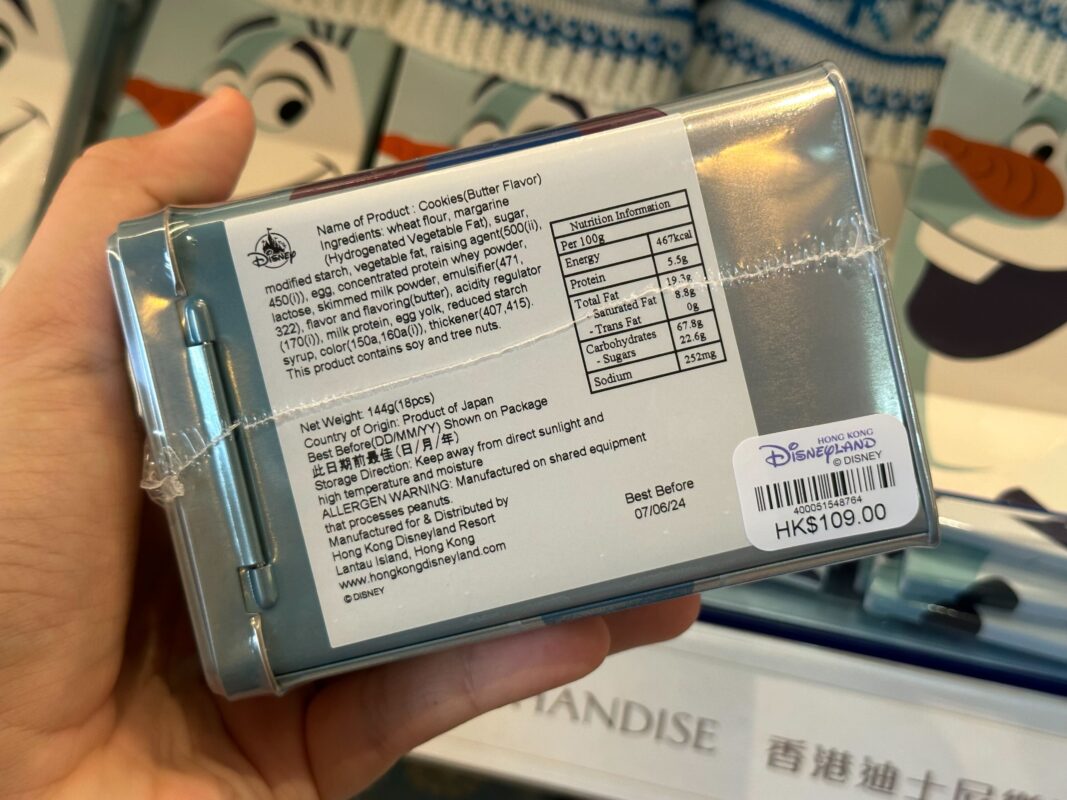 DISNEY
Name of Product : Cookies(Butter Flavor)
Ingredients: wheat flour, margarine
(Hydrogenated Vegetable Fat), sugar,
modified starch, vegetable fat, raising agent(500(ii),
450(i)), egg, concentrated protein whey powder,
lactose, skimmed milk powder, emulsifier(471,
322), flavor and flavoring(butter), acidity regulator
(170(i)), milk protein, egg yolk, reduced starch
syrup, color(150a,160a(i)), thickener(407,415).
This product contains soy and tree nuts.
Nutrition Information
Per 100g
Energy 467kcal
Protein 5.5g
Total Fat 19.3g
- Saturated Fat 8.8g
- Trans Fat 0g
Carbohydrates 67.8g
- Sugars 22.6g
Sodium 252mg
Net Weight: 144g(18pcs)
Country of Origin: Product of Japan
Best Before(DD/MM/YY) Shown on Package
此日期前最佳 (日/月/年)
Storage Direction: Keep away from direct sunlight and
high temperature and moisture
ALLERGEN WARNING: Manufactured on shared equipment
that processes peanuts.
Manufactured for & Distributed by
Hong Kong Disneyland Resort
Lantau Island, Hong Kong
www.hongkongdisneyland.com
©DISNEY
Best Before
07/06/24
HONG KONG
DISNEYLAND
© DISNEY
400051548764
HK$109.00
HANDISE
香港迪士尼樂